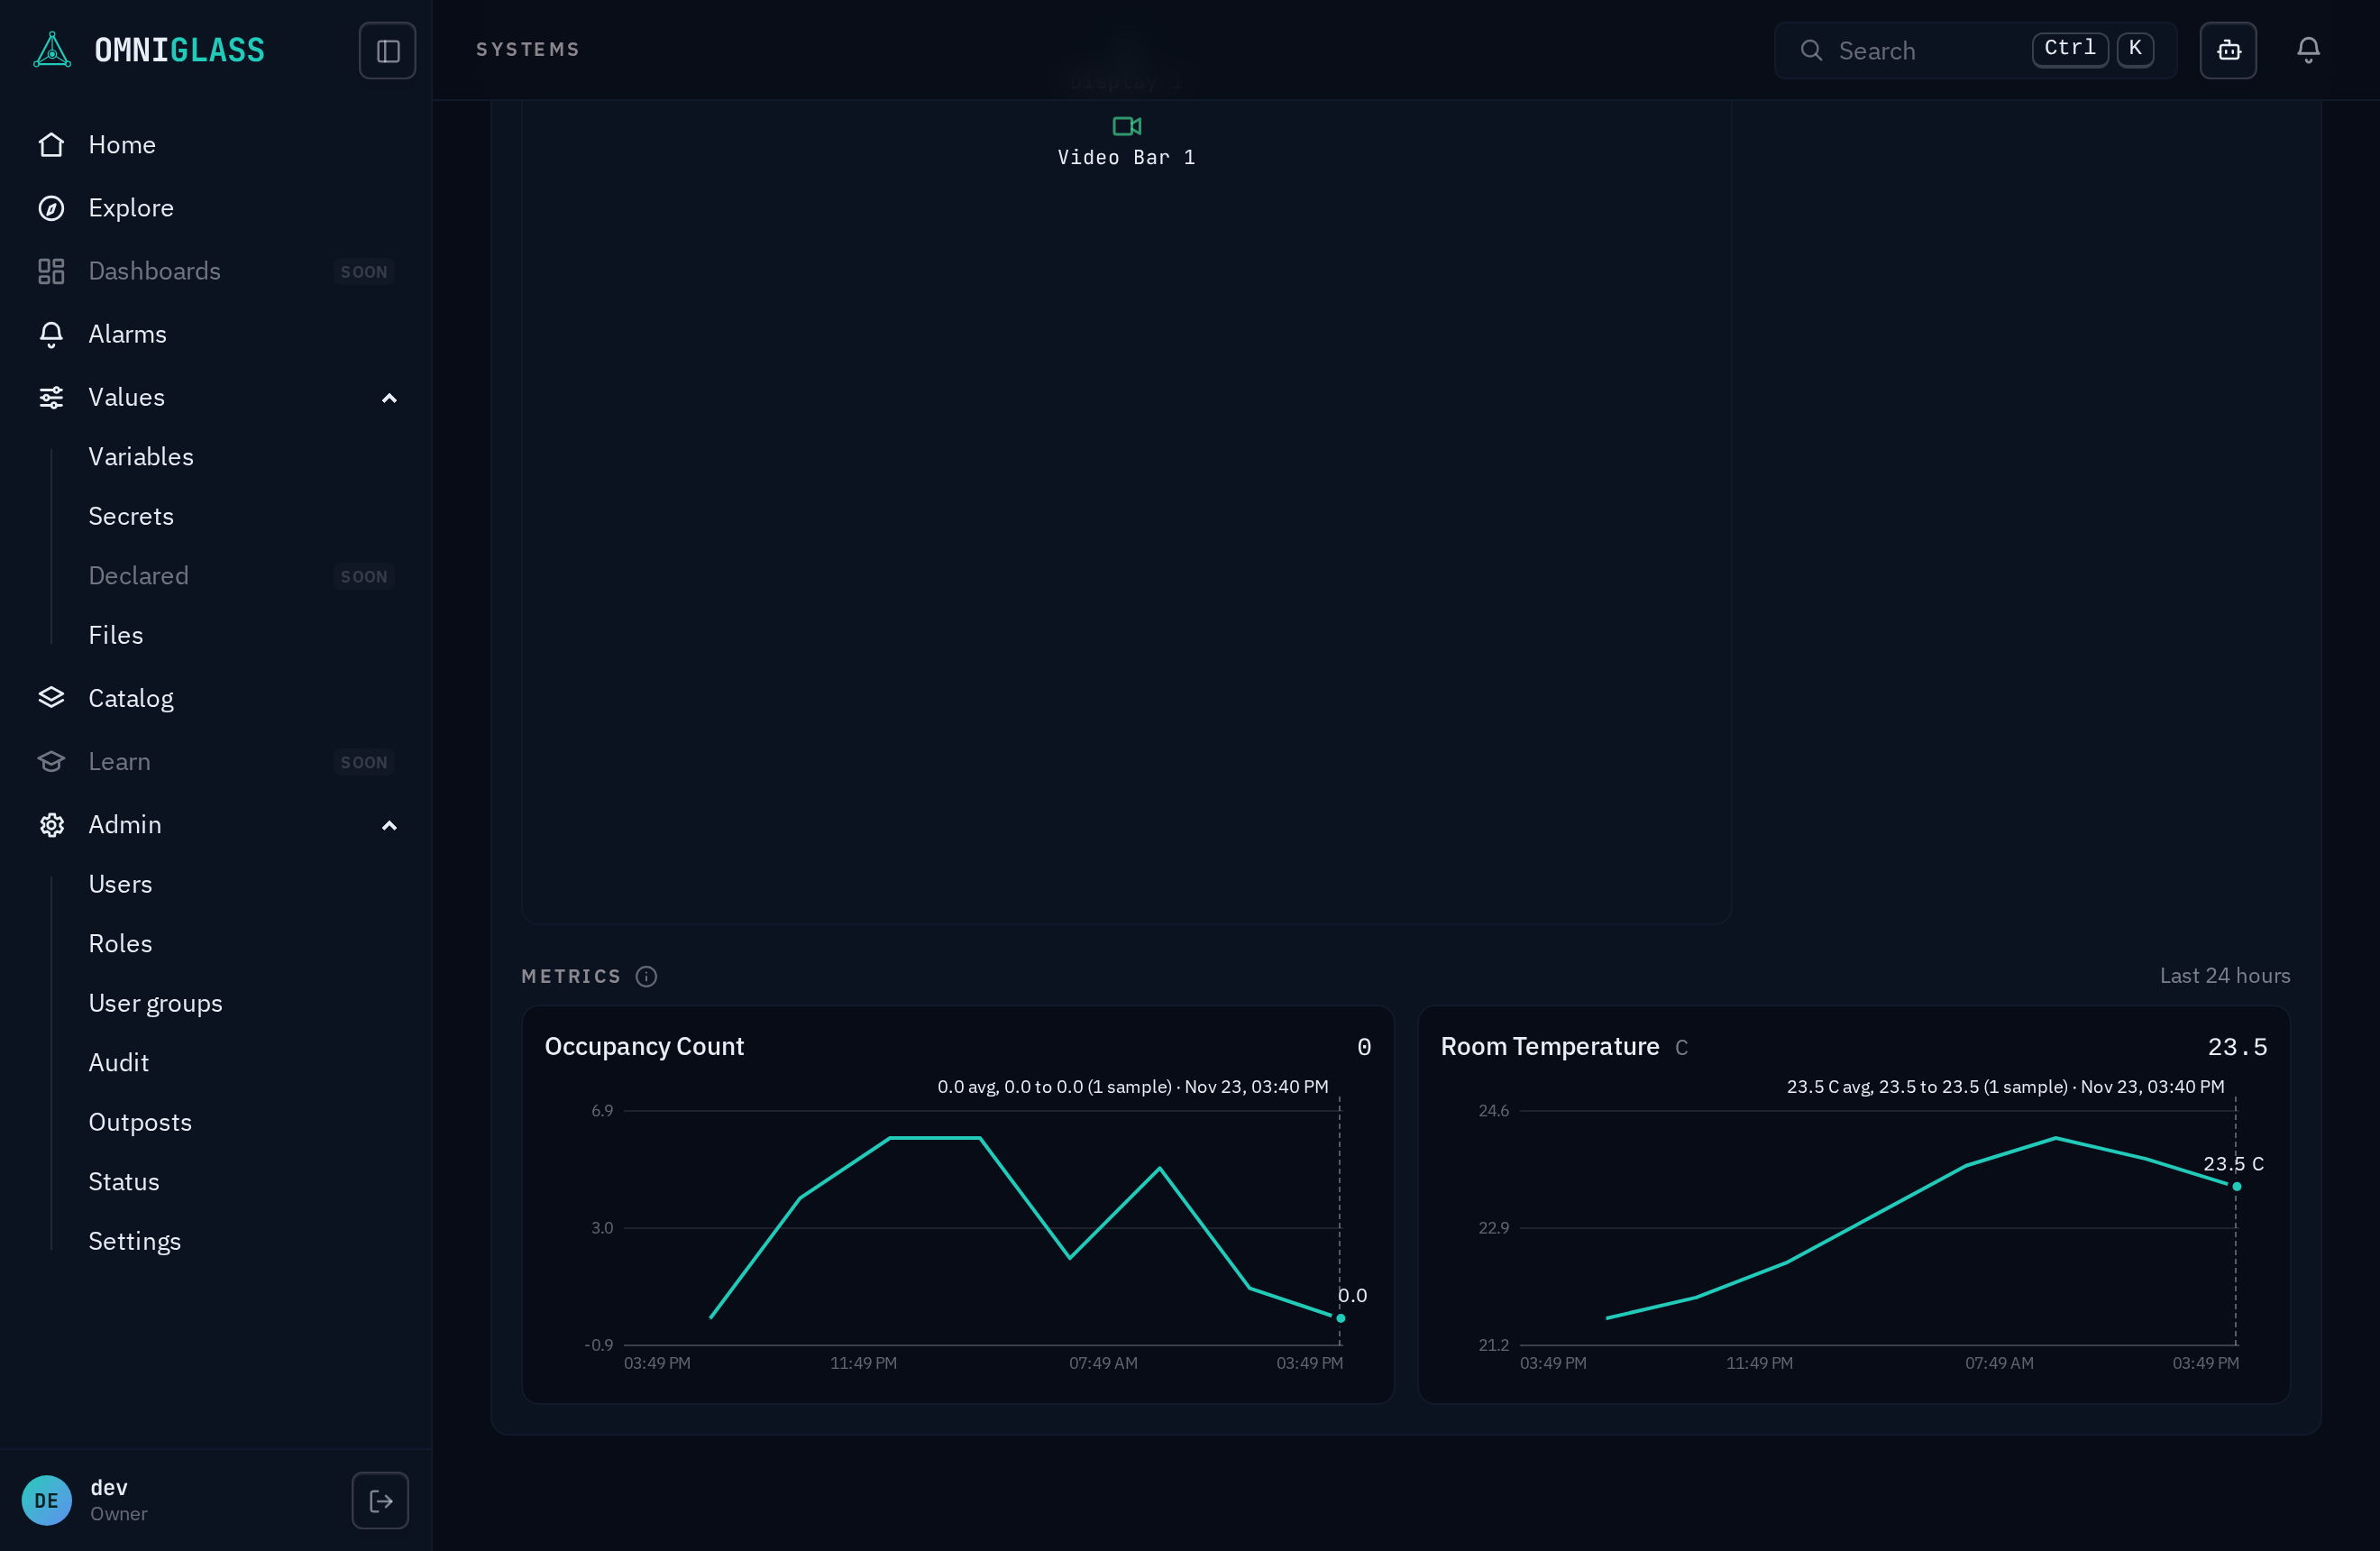 OMNIGLASS
Home
Explore
Dashboards SOON
Alarms
Values
Variables
Secrets
Declared SOON
Files
Catalog
Learn SOON
Admin
Users
Roles
User groups
Audit
Outposts
Status
Settings
DE
dev
Owner
SYSTEMS
Search Ctrl K
Display 1
Video Bar 1
METRICS
Last 24 hours
Occupancy Count 0
0.0 avg, 0.0 to 0.0 (1 sample) · Nov 23, 03:40 PM
6.9
3.0
0.0
-0.9
03:49 PM 11:49 PM 07:49 AM 03:49 PM
Room Temperature C 23.5
23.5 C avg, 23.5 to 23.5 (1 sample) · Nov 23, 03:40 PM
24.6
23.5 C
22.9
21.2
03:49 PM 11:49 PM 07:49 AM 03:49 PM